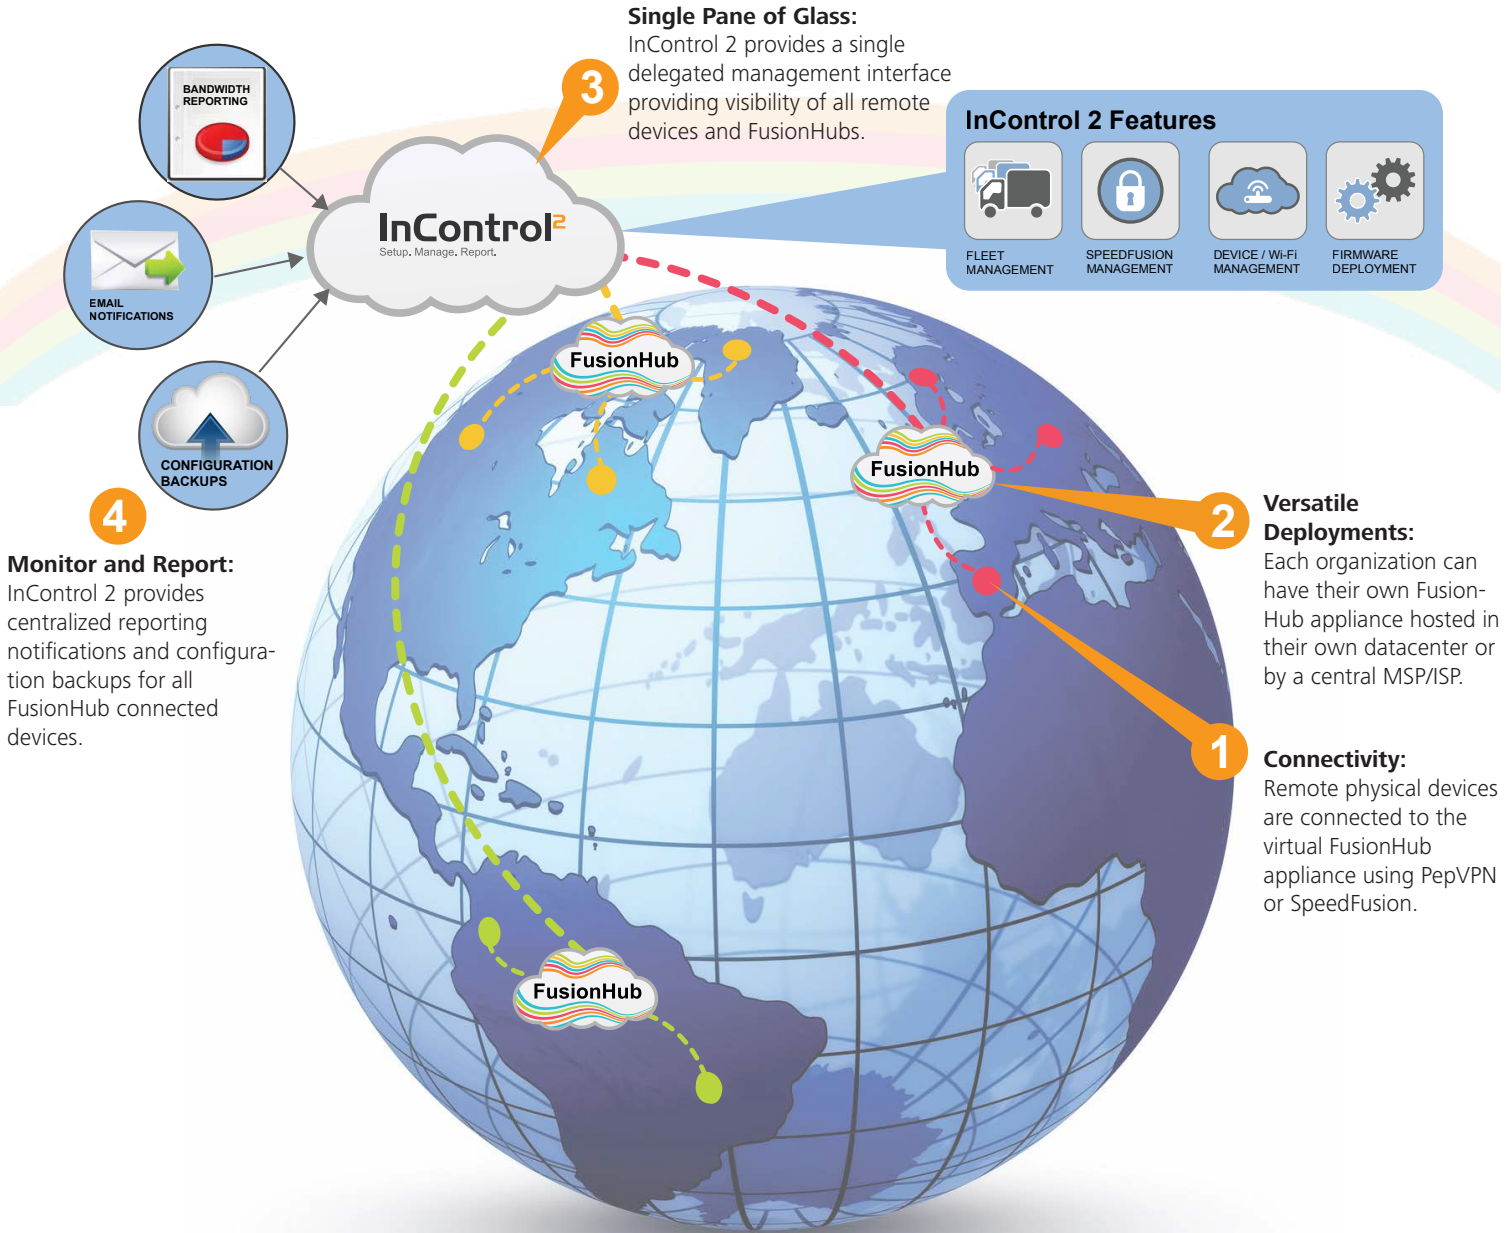 Single Pane of Glass:
InControl 2 provides a single
delegated management interface
providing visibility of all remote
devices and FusionHubs.
3
BANDWIDTH
REPORTING
InControl 2 Features
FLEET
MANAGEMENT
SPEEDFUSION
MANAGEMENT
DEVICE / Wi-Fi
MANAGEMENT
FIRMWARE
DEPLOYMENT
InControl2
Setup. Manage. Report.
EMAIL
NOTIFICATIONS
FusionHub
CONFIGURATION
BACKUPS
FusionHub
4
Monitor and Report:
InControl 2 provides
centralized reporting
notifications and configura-
tion backups for all
FusionHub connected
devices.
2
Versatile
Deployments:
Each organization can
have their own Fusion-
Hub appliance hosted in
their own datacenter or
by a central MSP/ISP.
1
Connectivity:
Remote physical devices
are connected to the
virtual FusionHub
appliance using PepVPN
or SpeedFusion.
FusionHub